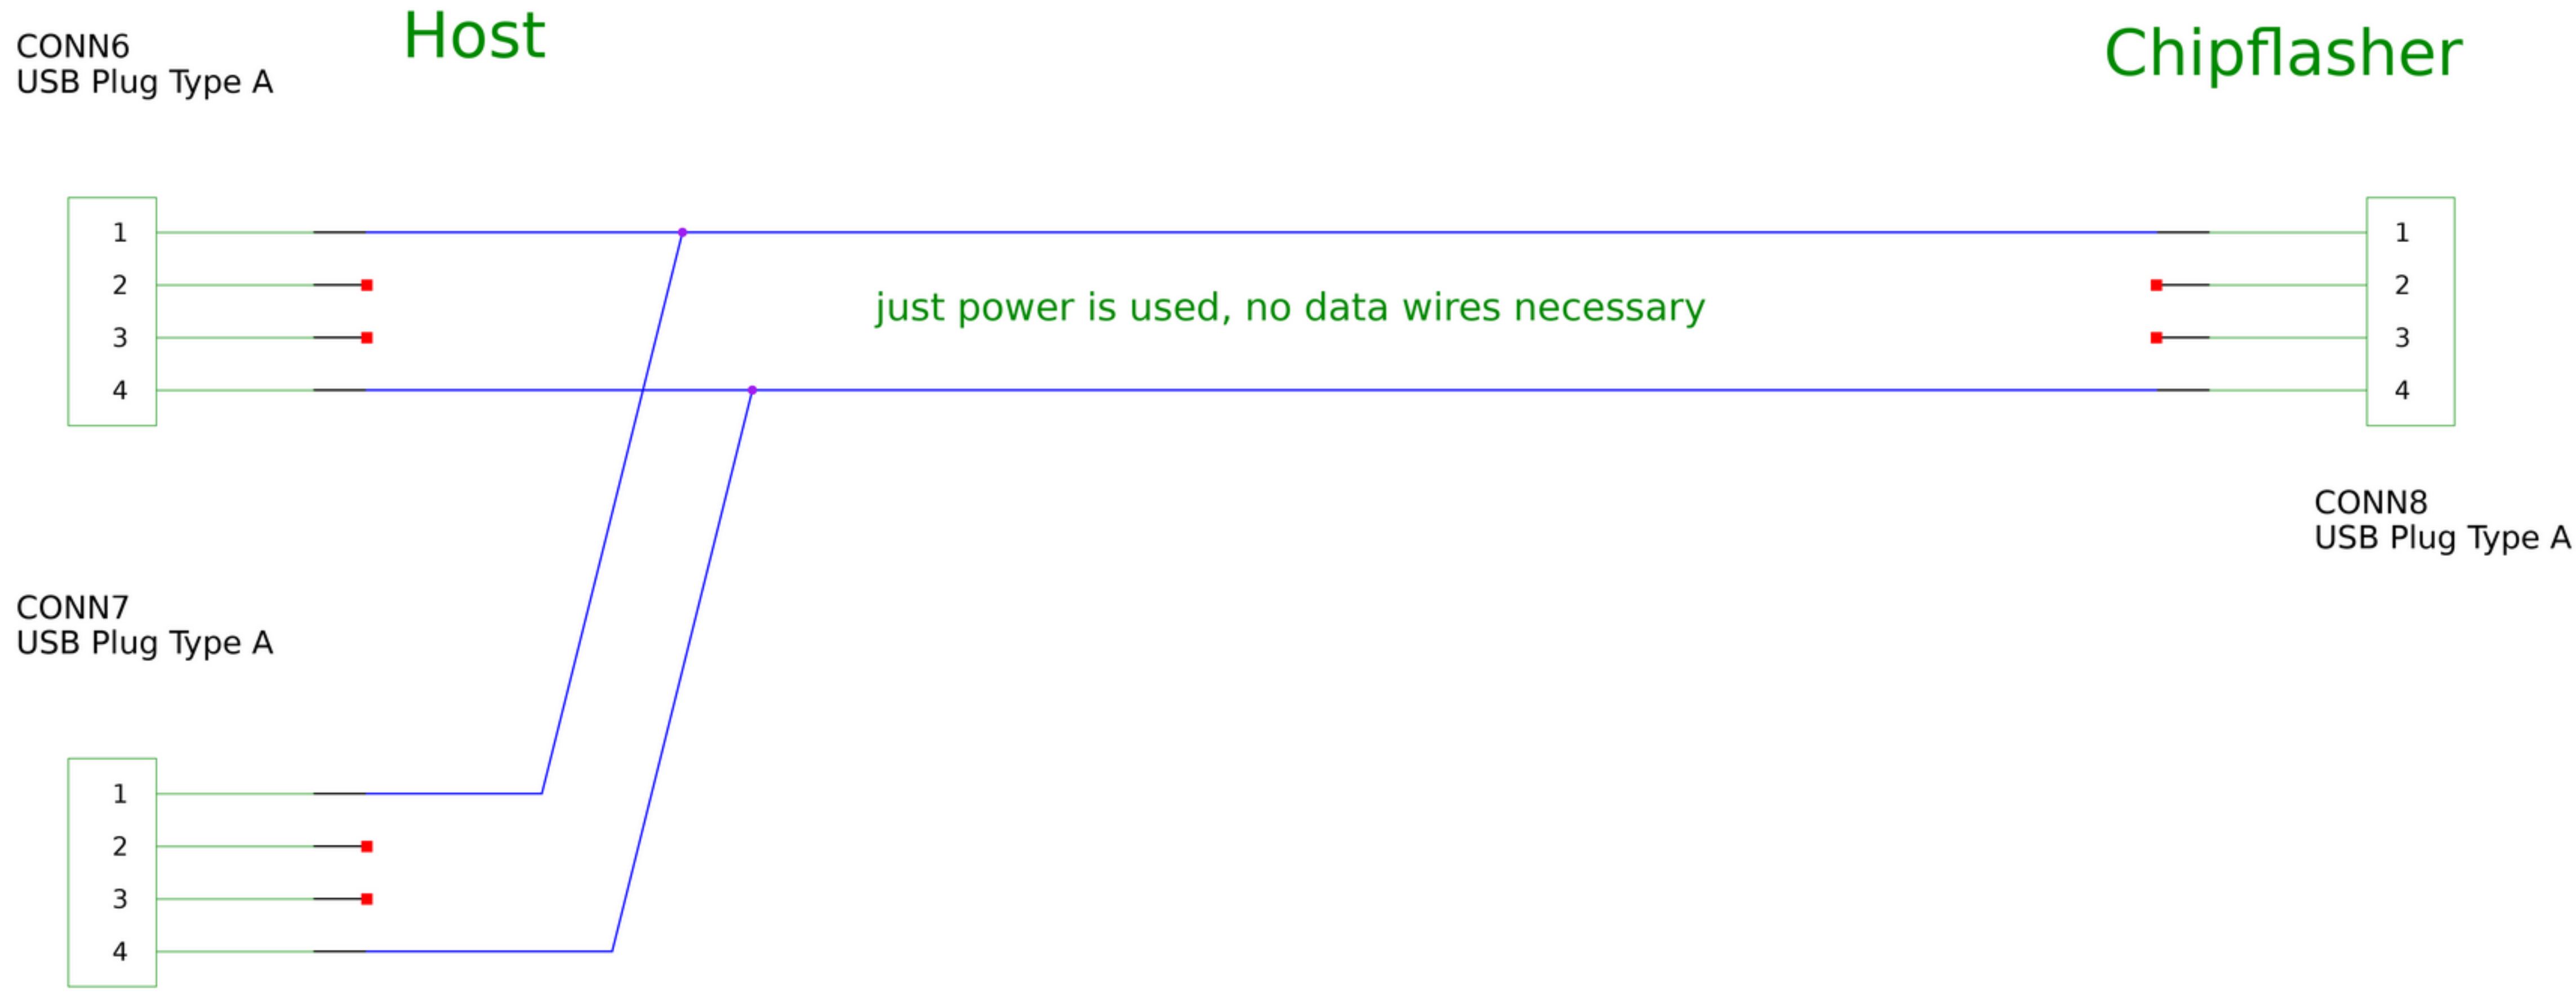 Host
Chipflasher
CONN6
USB Plug Type A
1
2
3
4
just power is used, no data wires necessary
1
2
3
4
CONN8
USB Plug Type A
CONN7
USB Plug Type A
1
2
3
4